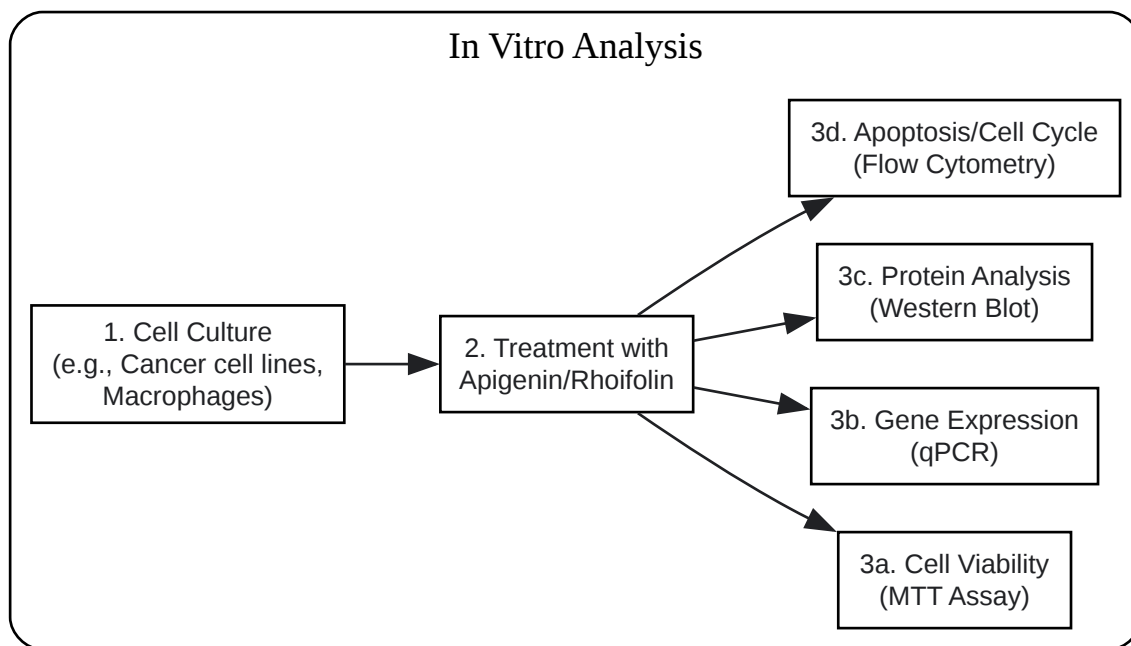 In Vitro Analysis
3d. Apoptosis/Cell Cycle
(Flow Cytometry)
3c. Protein Analysis
(Western Blot)
1. Cell Culture
(e.g., Cancer cell lines,
Macrophages)
2. Treatment with
Apigenin/Rhoifolin
3b. Gene Expression
(qPCR)
3a. Cell Viability
(MTT Assay)